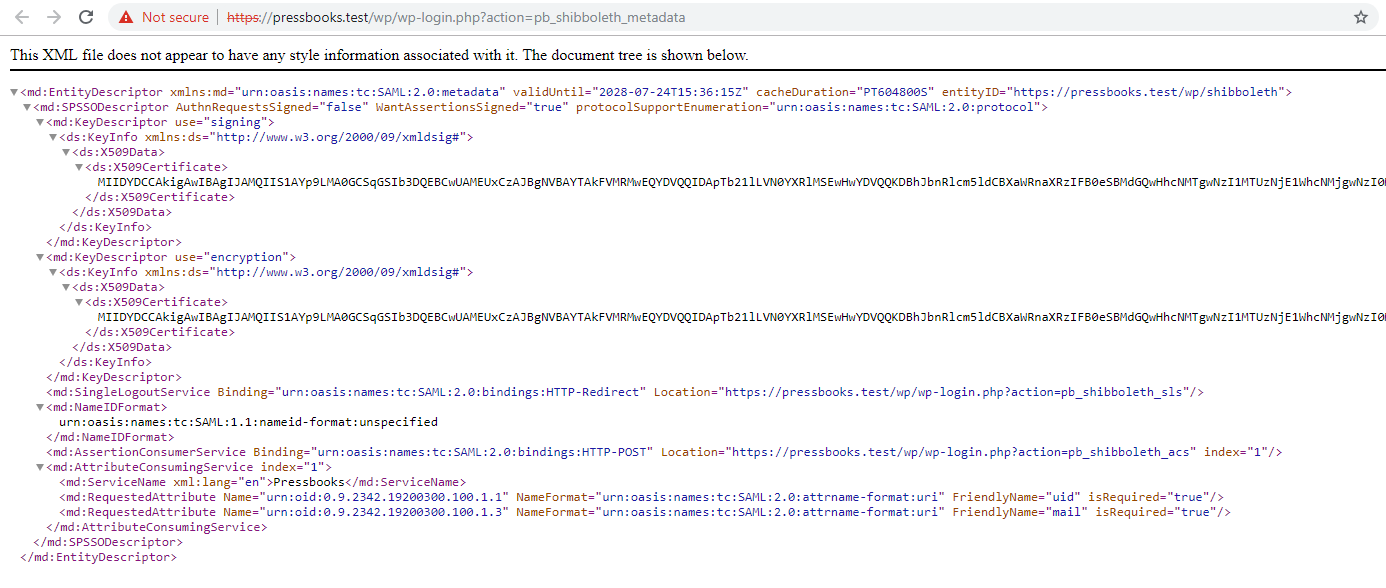 Not secure | https://pressbooks.test/wp/wp-login.php?action=pb_shibboleth_metadata
This XML file does not appear to have any style information associated with it. The document tree is shown below.
<md:EntityDescriptor xmlns:md="urn:oasis:names:tc:SAML:2.0:metadata" validUntil="2028-07-24T15:36:15Z" cacheDuration="PT604800S" entityID="https://pressbooks.test/wp/shibboleth">
<md:SPSSODescriptor AuthnRequestsSigned="false" WantAssertionsSigned="true" protocolSupportEnumeration="urn:oasis:names:tc:SAML:2.0:protocol">
<md:KeyDescriptor use="signing">
<ds:KeyInfo xmlns:ds="http://www.w3.org/2000/09/xmldsig#">
<ds:X509Data>
<ds:X509Certificate>
MIIDYDCCAkigAwIBAgIJAMQIIS1AYp9LMA0GCSqGSIb3DQEBCwUAMEUxCzAJBgNVBAYTAkFVMRMwEQYDVQQIDApTb21lLVN0YXRlMSEwHwYDVQQKDBhJbnRlcm5ldCBXaWRnaXRzIFB0eSBMdGQwHhcNMTgwNzI1MTUzNjE1WhcNMjgwNzI0M
</ds:X509Certificate>
</ds:X509Data>
</ds:KeyInfo>
</md:KeyDescriptor>
<md:KeyDescriptor use="encryption">
<ds:KeyInfo xmlns:ds="http://www.w3.org/2000/09/xmldsig#">
<ds:X509Data>
<ds:X509Certificate>
MIIDYDCCAkigAwIBAgIJAMQIIS1AYp9LMA0GCSqGSIb3DQEBCwUAMEUxCzAJBgNVBAYTAkFVMRMwEQYDVQQIDApTb21lLVN0YXRlMSEwHwYDVQQKDBhJbnRlcm5ldCBXaWRnaXRzIFB0eSBMdGQwHhcNMTgwNzI1MTUzNjE1WhcNMjgwNzI0M
</ds:X509Certificate>
</ds:X509Data>
</ds:KeyInfo>
</md:KeyDescriptor>
<md:SingleLogoutService Binding="urn:oasis:names:tc:SAML:2.0:bindings:HTTP-Redirect" Location="https://pressbooks.test/wp/wp-login.php?action=pb_shibboleth_sls"/>
<md:NameIDFormat>
urn:oasis:names:tc:SAML:1.1:nameid-format:unspecified
</md:NameIDFormat>
<md:AssertionConsumerService Binding="urn:oasis:names:tc:SAML:2.0:bindings:HTTP-POST" Location="https://pressbooks.test/wp/wp-login.php?action=pb_shibboleth_acs" index="1"/>
<md:AttributeConsumingService index="1">
<md:ServiceName xml:lang="en">Pressbooks</md:ServiceName>
<md:RequestedAttribute Name="urn:oid:0.9.2342.19200300.100.1.1" NameFormat="urn:oasis:names:tc:SAML:2.0:attrname-format:uri" FriendlyName="uid" isRequired="true"/>
<md:RequestedAttribute Name="urn:oid:0.9.2342.19200300.100.1.3" NameFormat="urn:oasis:names:tc:SAML:2.0:attrname-format:uri" FriendlyName="mail" isRequired="true"/>
</md:AttributeConsumingService>
</md:SPSSODescriptor>
</md:EntityDescriptor>